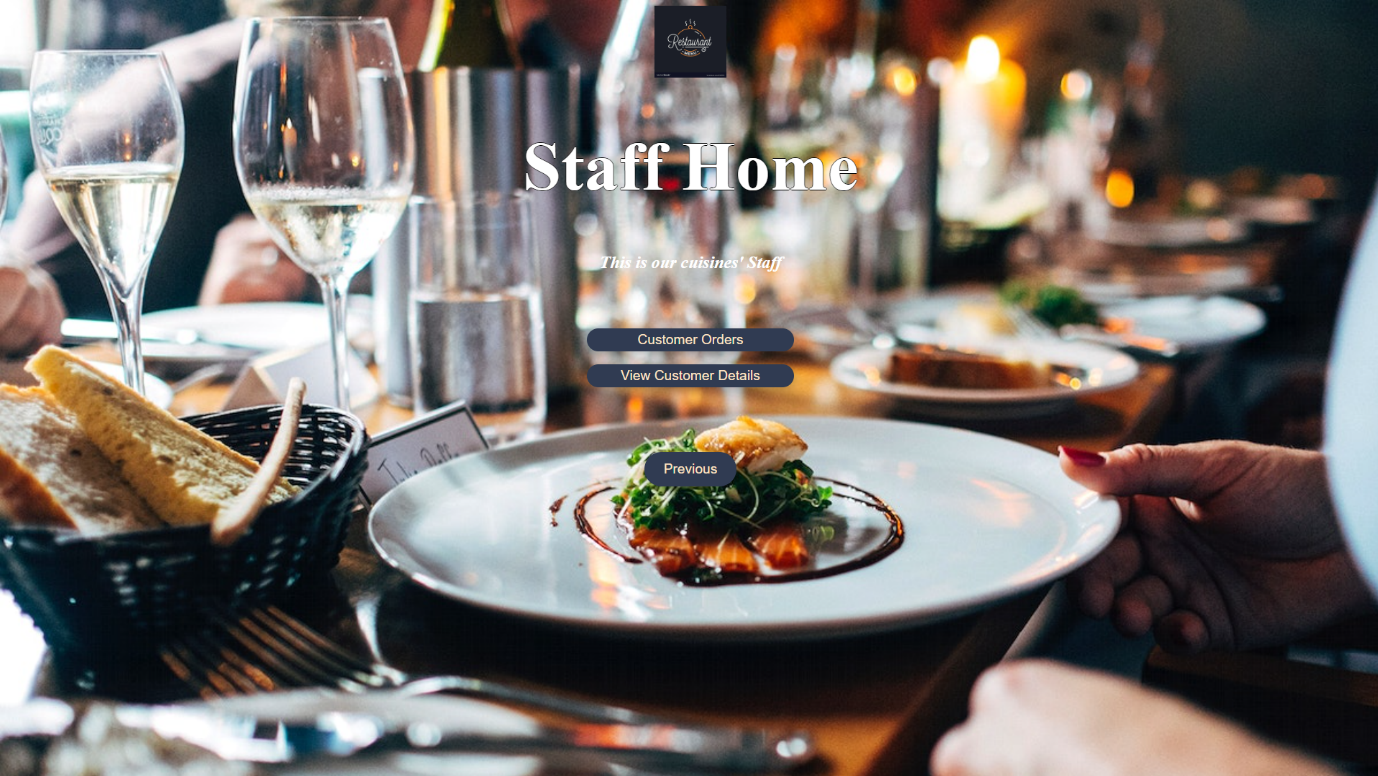 Restaurant
Staff Home
This is our cuisines' Staff
Customer Orders
View Customer Details
Previous